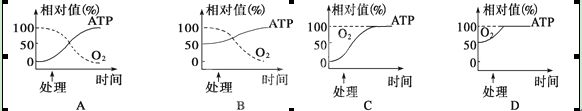 相对值(%)
ATP
100
50
0
O₂
处理
时间
A
相对值(%)
ATP
100
50
0
O₂
处理
时间
B
相对值(%)
ATP
100
O₂
50
0
处理
时间
C
相对值(%)
ATP
100
O₂
50
0
处理
时间
D